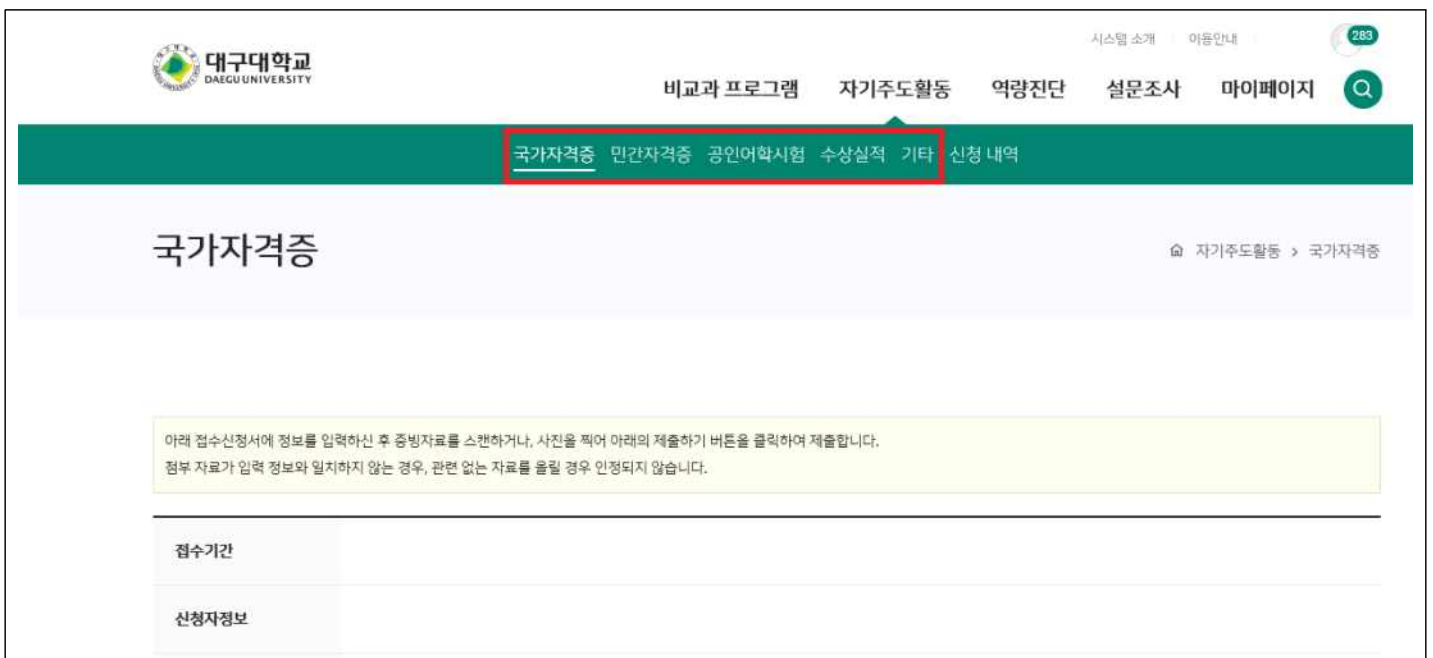 대구대학교
DAEGU UNIVERSITY
시스템 소개 이용안내 283
비교과 프로그램 자기주도활동 역량진단 설문조사 마이페이지
국가자격증 민간자격증 공인어학시험 수상실적 기타 신청 내역
국가자격증
자기주도활동 > 국가자격증
아래 접수신청서에 정보를 입력하신 후 증빙자료를 스캔하거나, 사진을 찍어 아래의 제출하기 버튼을 클릭하여 제출합니다.
첨부 자료가 입력 정보와 일치하지 않는 경우, 관련 없는 자료를 올릴 경우 인정되지 않습니다.
접수기간
신청자정보